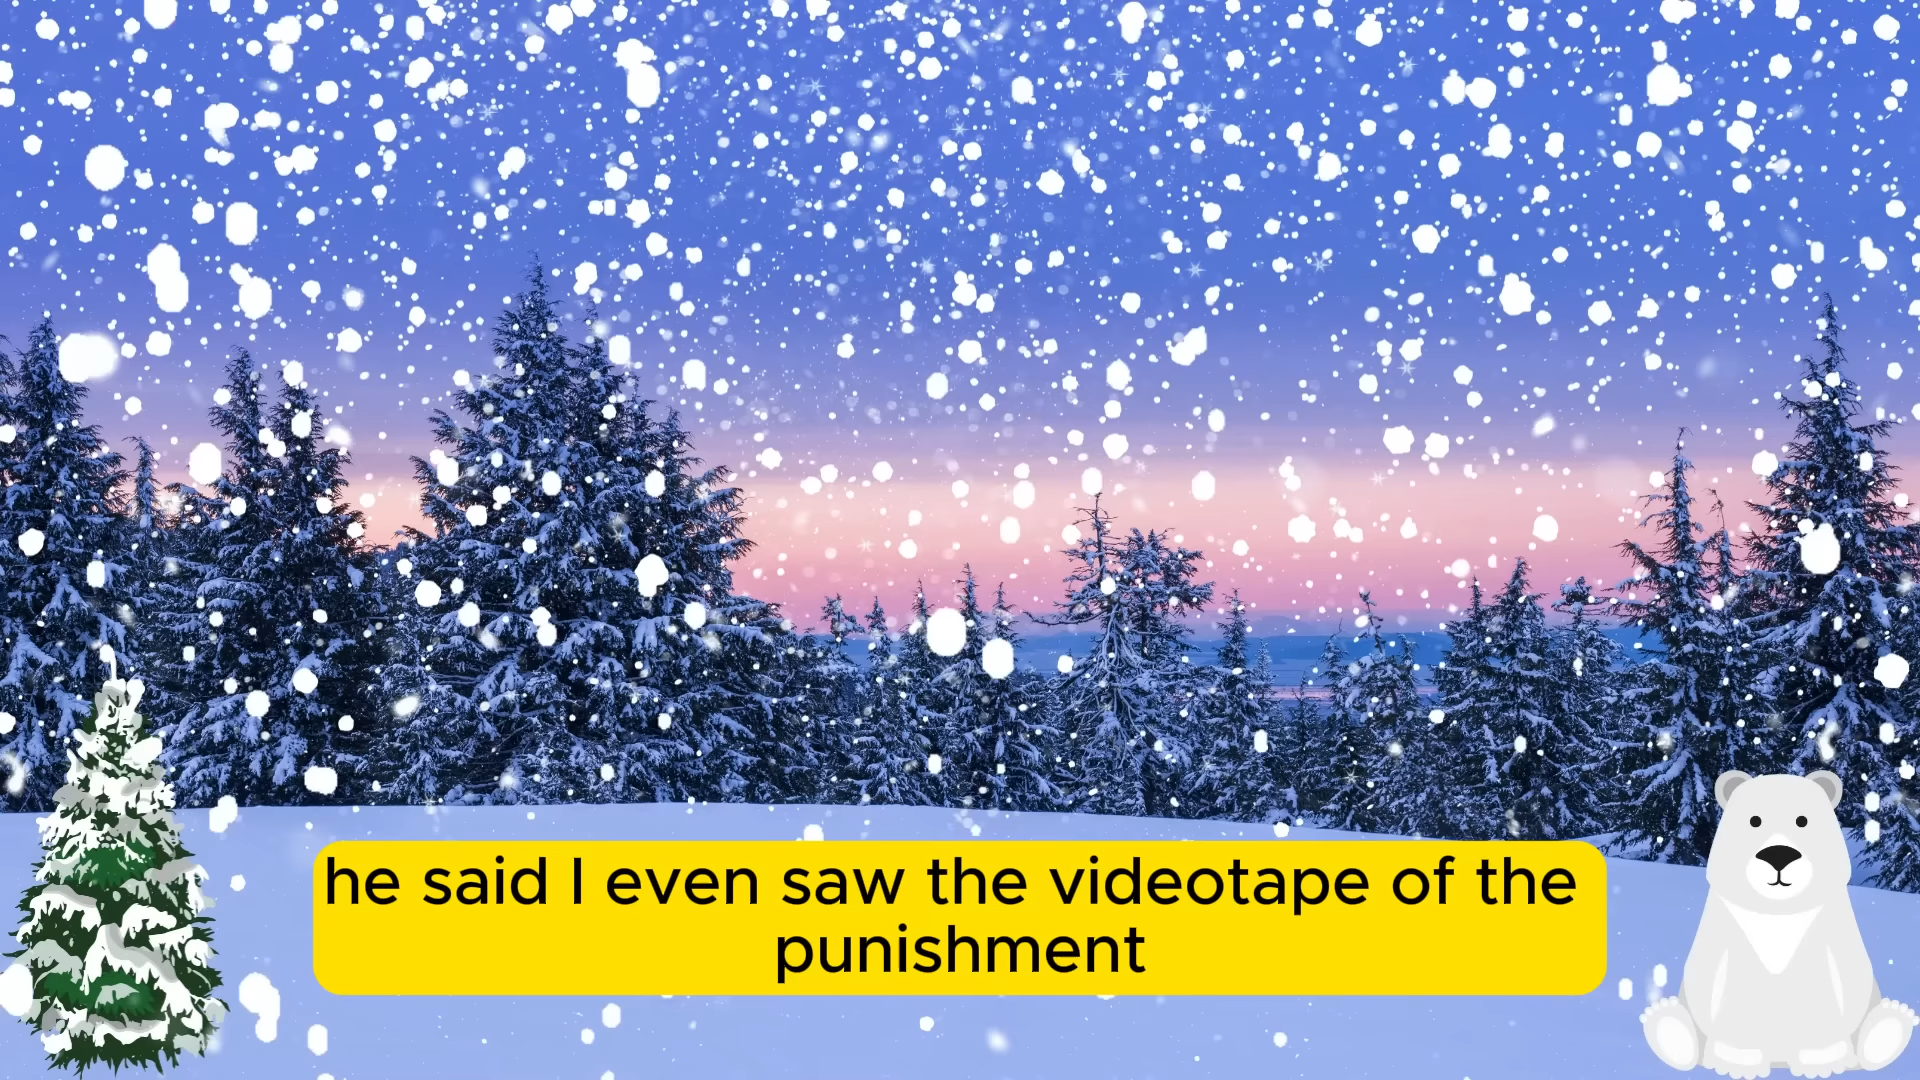 he said I even saw the videotape of the
punishment